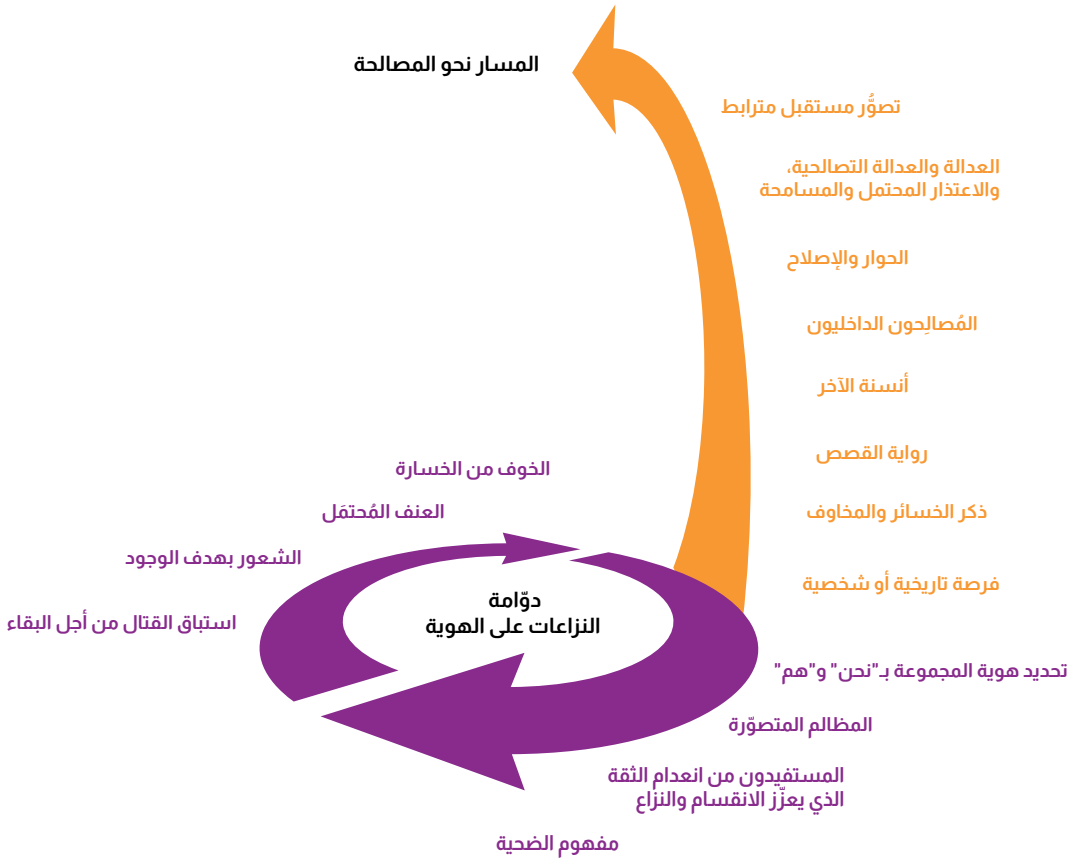 المسار نحو المصالحة
تصوُّر مستقبل مترابط
العدالة والعدالة التصالحية،
والاعتذار المحتمل والمسامحة
الحوار والإصلاح
المُصالِحون الداخليون
أنسنة الآخر
رواية القصص
ذكر الخسائر والمخاوف
فرصة تاريخية أو شخصية
الخوف من الخسارة
العنف المُحتمَل
الشعور بهدف الوجود
استباق القتال من أجل البقاء
دوّامة
النزاعات على الهوية
تحديد هوية المجموعة بـ"نحن" و"هم"
المظالم المتصوّرة
المستفيدون من انعدام الثقة
الذي يعزّز الانقسام والنزاع
مفهوم الضحية